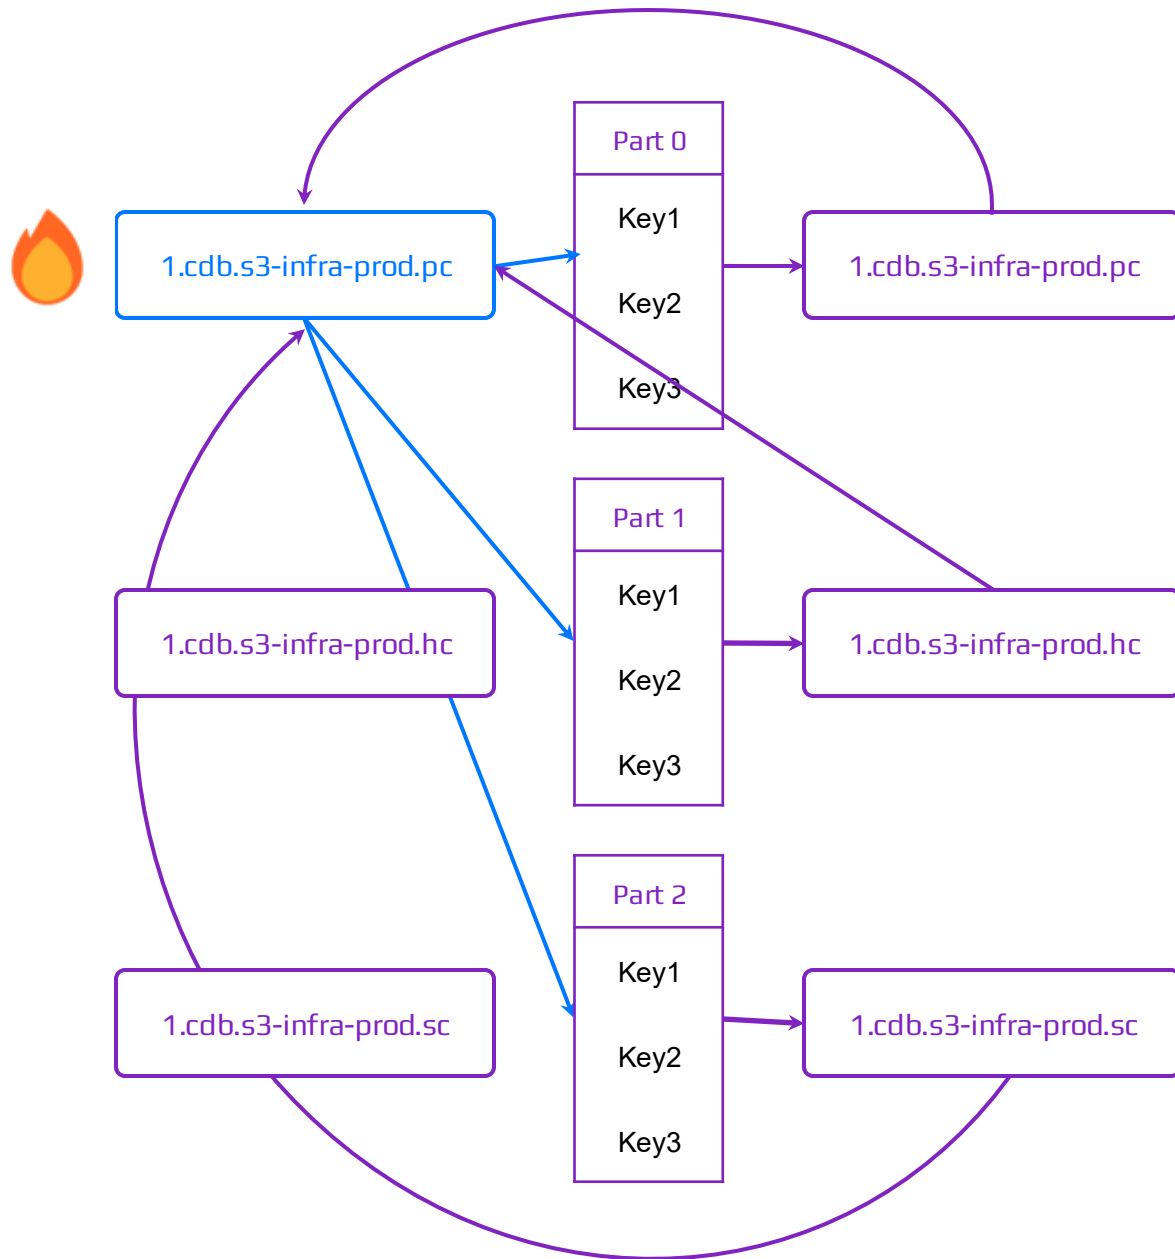 Part 0
Key1
1.cdb.s3-infra-prod.pc
1.cdb.s3-infra-prod.pc
Key2
Key3
Part 1
Key1
1.cdb.s3-infra-prod.hc
1.cdb.s3-infra-prod.hc
Key2
Key3
Part 2
Key1
1.cdb.s3-infra-prod.sc
1.cdb.s3-infra-prod.sc
Key2
Key3